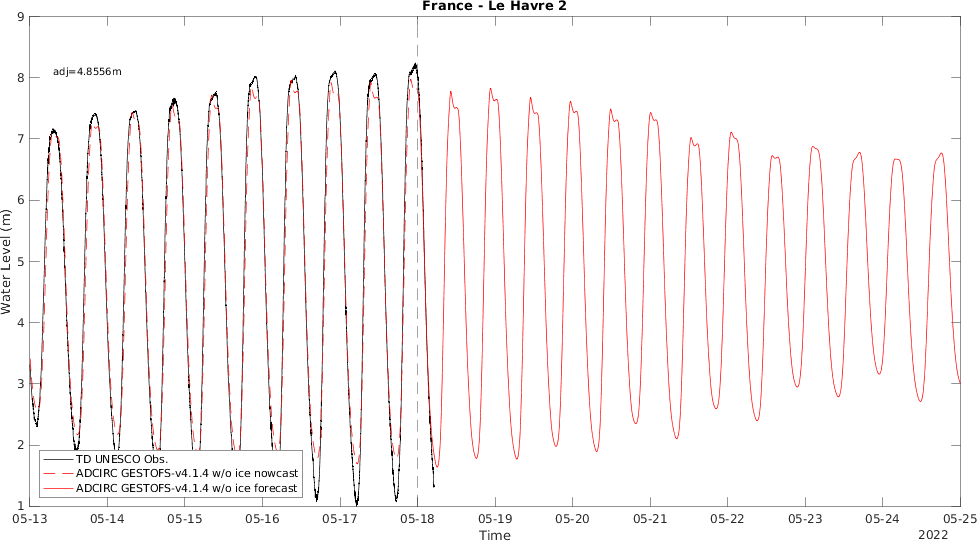 France - Le Havre 2
adj=4.8556m
Water Level (m)
9
8
7
6
5
4
3
2
1
TD UNESCO Obs.
ADCIRC GESTOFS-v4.1.4 w/o ice nowcast
ADCIRC GESTOFS-v4.1.4 w/o ice forecast
05-13 05-14 05-15 05-16 05-17 05-18 05-19 05-20 05-21 05-22 05-23 05-24 05-25
Time
2022